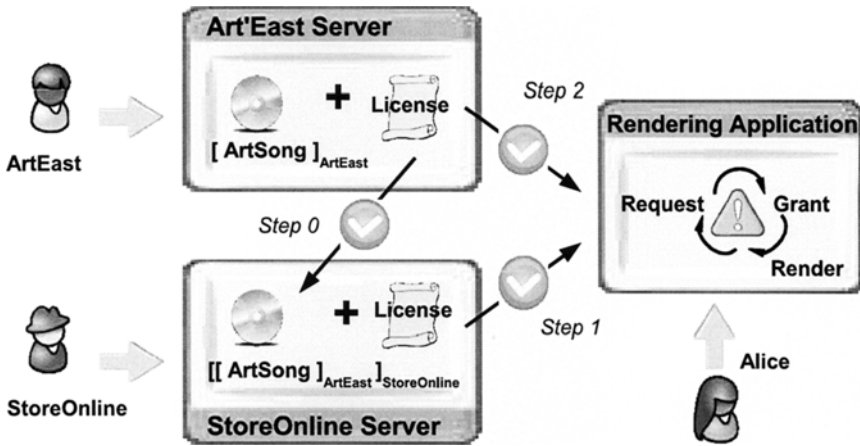 Art'East Server
+
License
[ ArtSong ]ArtEast
ArtEast
Step 2
Step 0
Rendering Application
Request
!
Grant
Render
+
License
[[ ArtSong ]ArtEast ]StoreOnline
StoreOnline Server
StoreOnline
Step 1
Alice